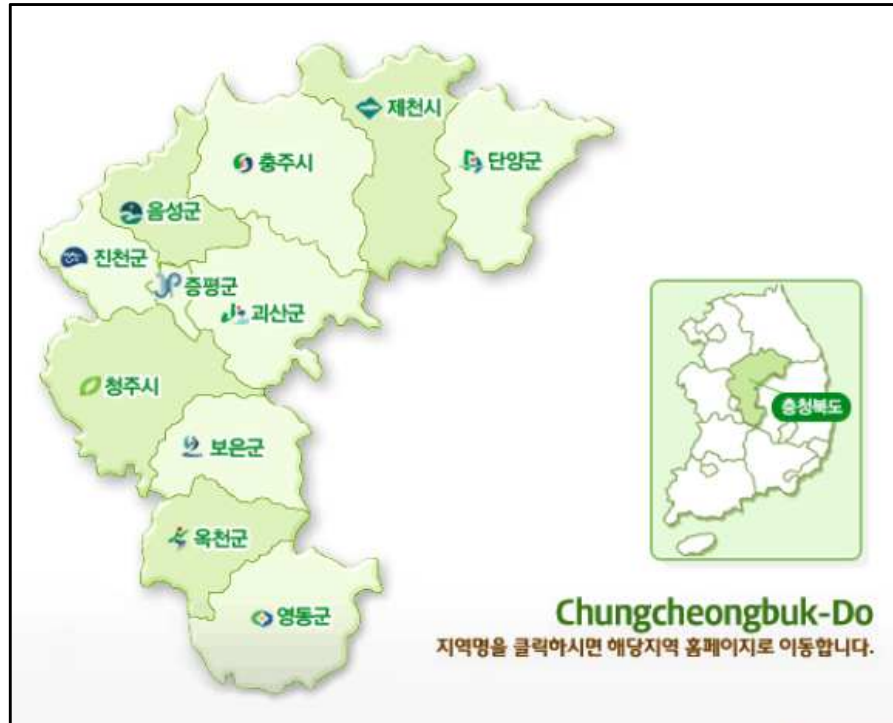 제천시
단양군
충주시
음성군
진천군
증평군
괴산군
청주시
충청북도
보은군
옥천군
영동군
Chungcheongbuk-Do
지역명을 클릭하시면 해당지역 홈페이지로 이동합니다.